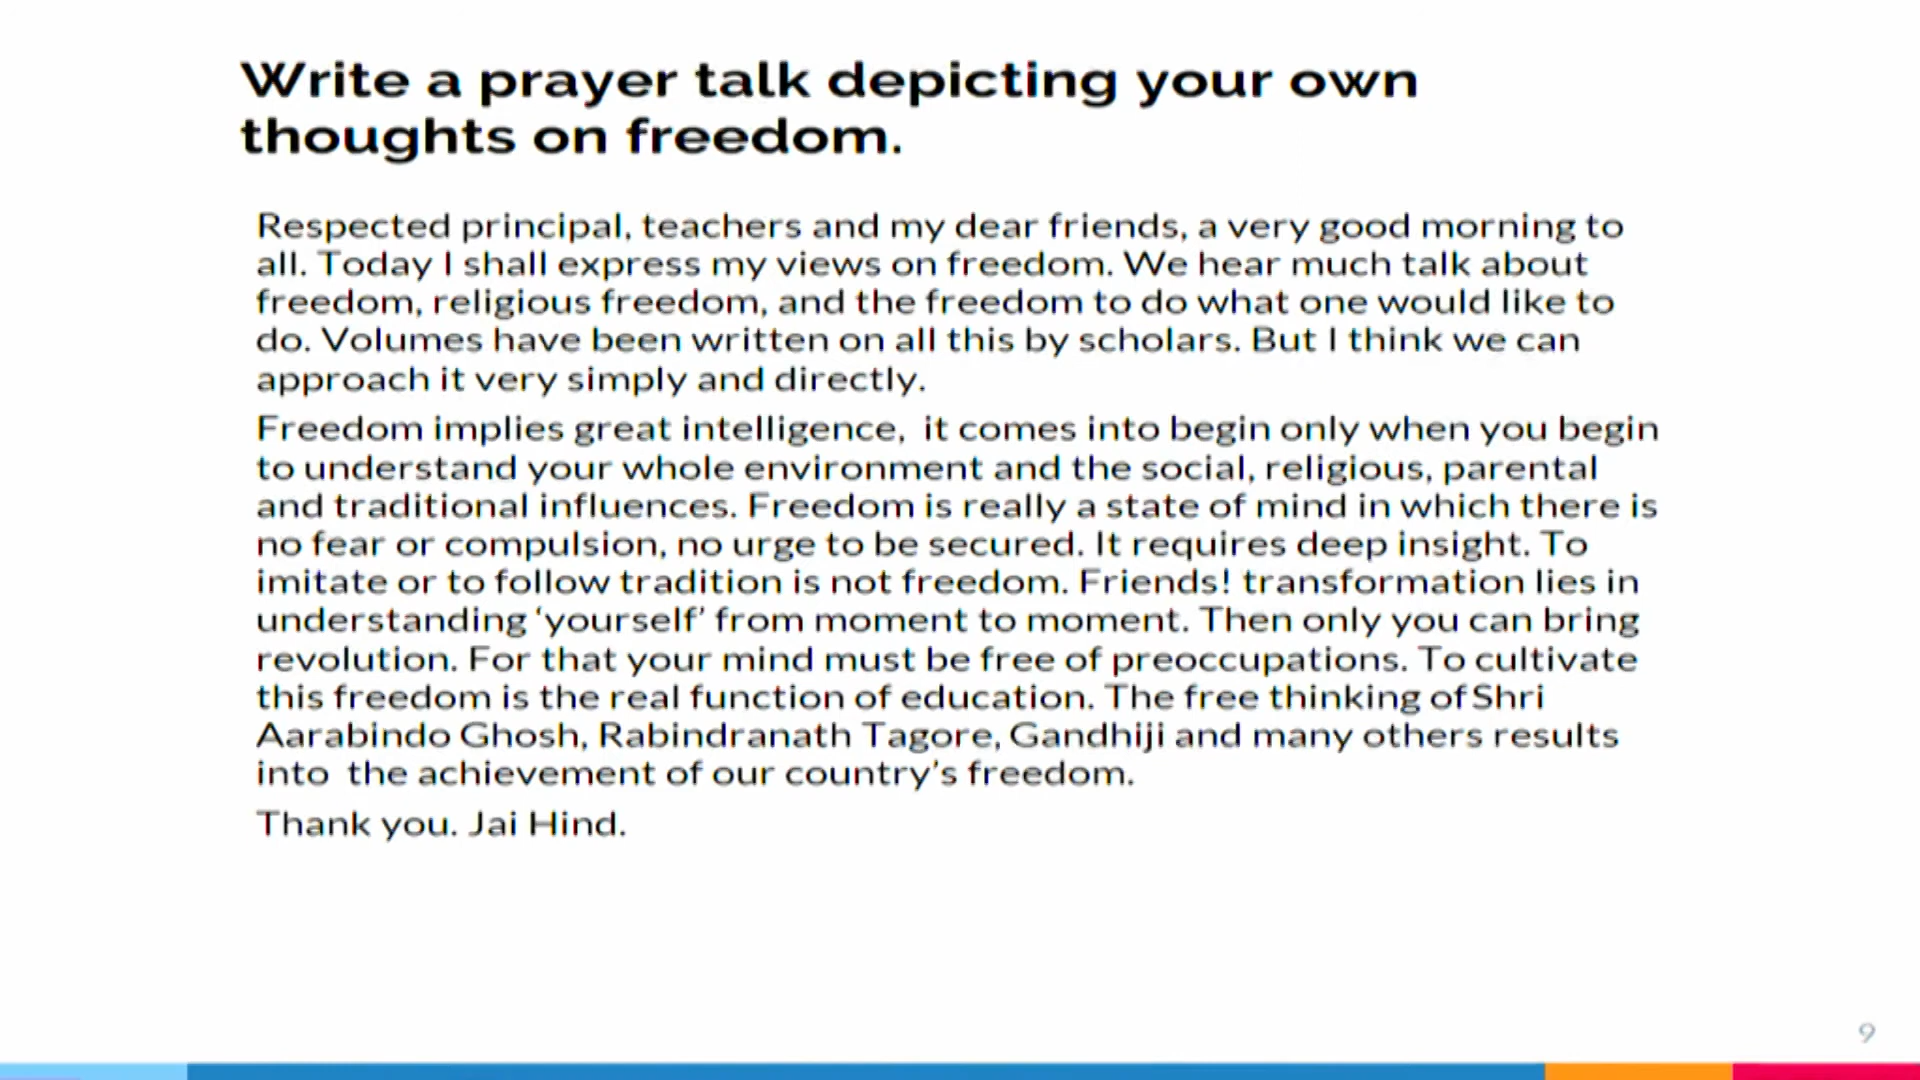 Write a prayer talk depicting your own
thoughts on freedom.
Respected principal, teachers and my dear friends, a very good morning to
all. Today I shall express my views on freedom. We hear much talk about
freedom, religious freedom, and the freedom to do what one would like to
do. Volumes have been written on all this by scholars. But I think we can
approach it very simply and directly.
Freedom implies great intelligence,  it comes into begin only when you begin
to understand your whole environment and the social, religious, parental
and traditional influences. Freedom is really a state of mind in which there is
no fear or compulsion, no urge to be secured. It requires deep insight. To
imitate or to follow tradition is not freedom. Friends! transformation lies in
understanding ‘yourself’ from moment to moment. Then only you can bring
revolution. For that your mind must be free of preoccupations. To cultivate
this freedom is the real function of education. The free thinking of Shri
Aarabindo Ghosh, Rabindranath Tagore, Gandhiji and many others results
into  the achievement of our country’s freedom.
Thank you. Jai Hind.
9